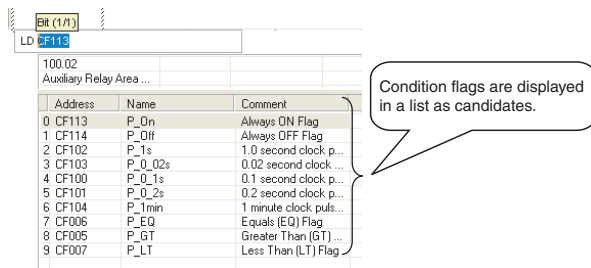 Bit (1/1)
LD CF113
100.02
Auxiliary Relay Area ...
Address Name Comment
0 CF113 P_On Always ON Flag
1 CF114 P_Off Always OFF Flag
2 CF102 P_1s 1.0 second clock p...
3 CF103 P_0_02s 0.02 second clock ...
4 CF100 P_0_1s 0.1 second clock p...
5 CF101 P_0_2s 0.2 second clock p...
6 CF104 P_1min 1 minute clock puls...
7 CF006 P_EQ Equals (EQ) Flag
8 CF005 P_GT Greater Than (GT) ...
9 CF007 P_LT Less Than (LT) Flag
Condition flags are displayed
in a list as candidates.